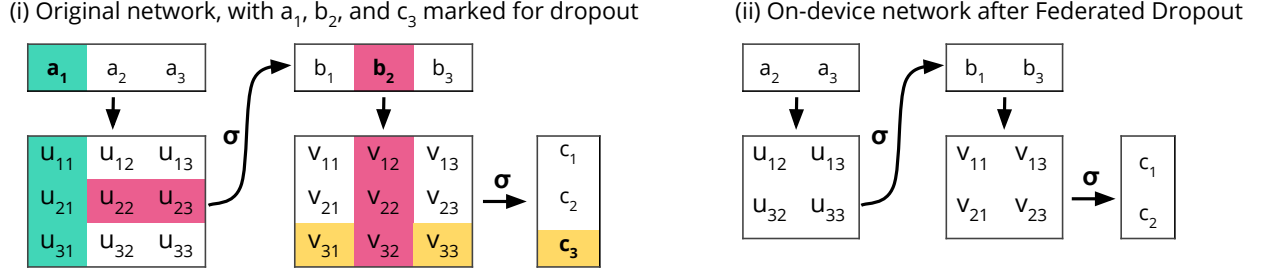 (i) Original network, with a₁, b₂, and c₃ marked for dropout
(ii) On-device network after Federated Dropout
a₁ a₂ a₃
b₁ b₂ b₃
a₂ a₃
b₁ b₃
σ
σ
u₁₁ u₁₂ u₁₃
v₁₁ v₁₂ v₁₃
c₁
u₁₂ u₁₃
v₁₁ v₁₃
c₁
σ
σ
u₂₁ u₂₂ u₂₃
v₂₁ v₂₂ v₂₃
c₂
u₃₂ u₃₃
v₂₁ v₂₃
c₂
u₃₁ u₃₂ u₃₃
v₃₁ v₃₂ v₃₃
c₃